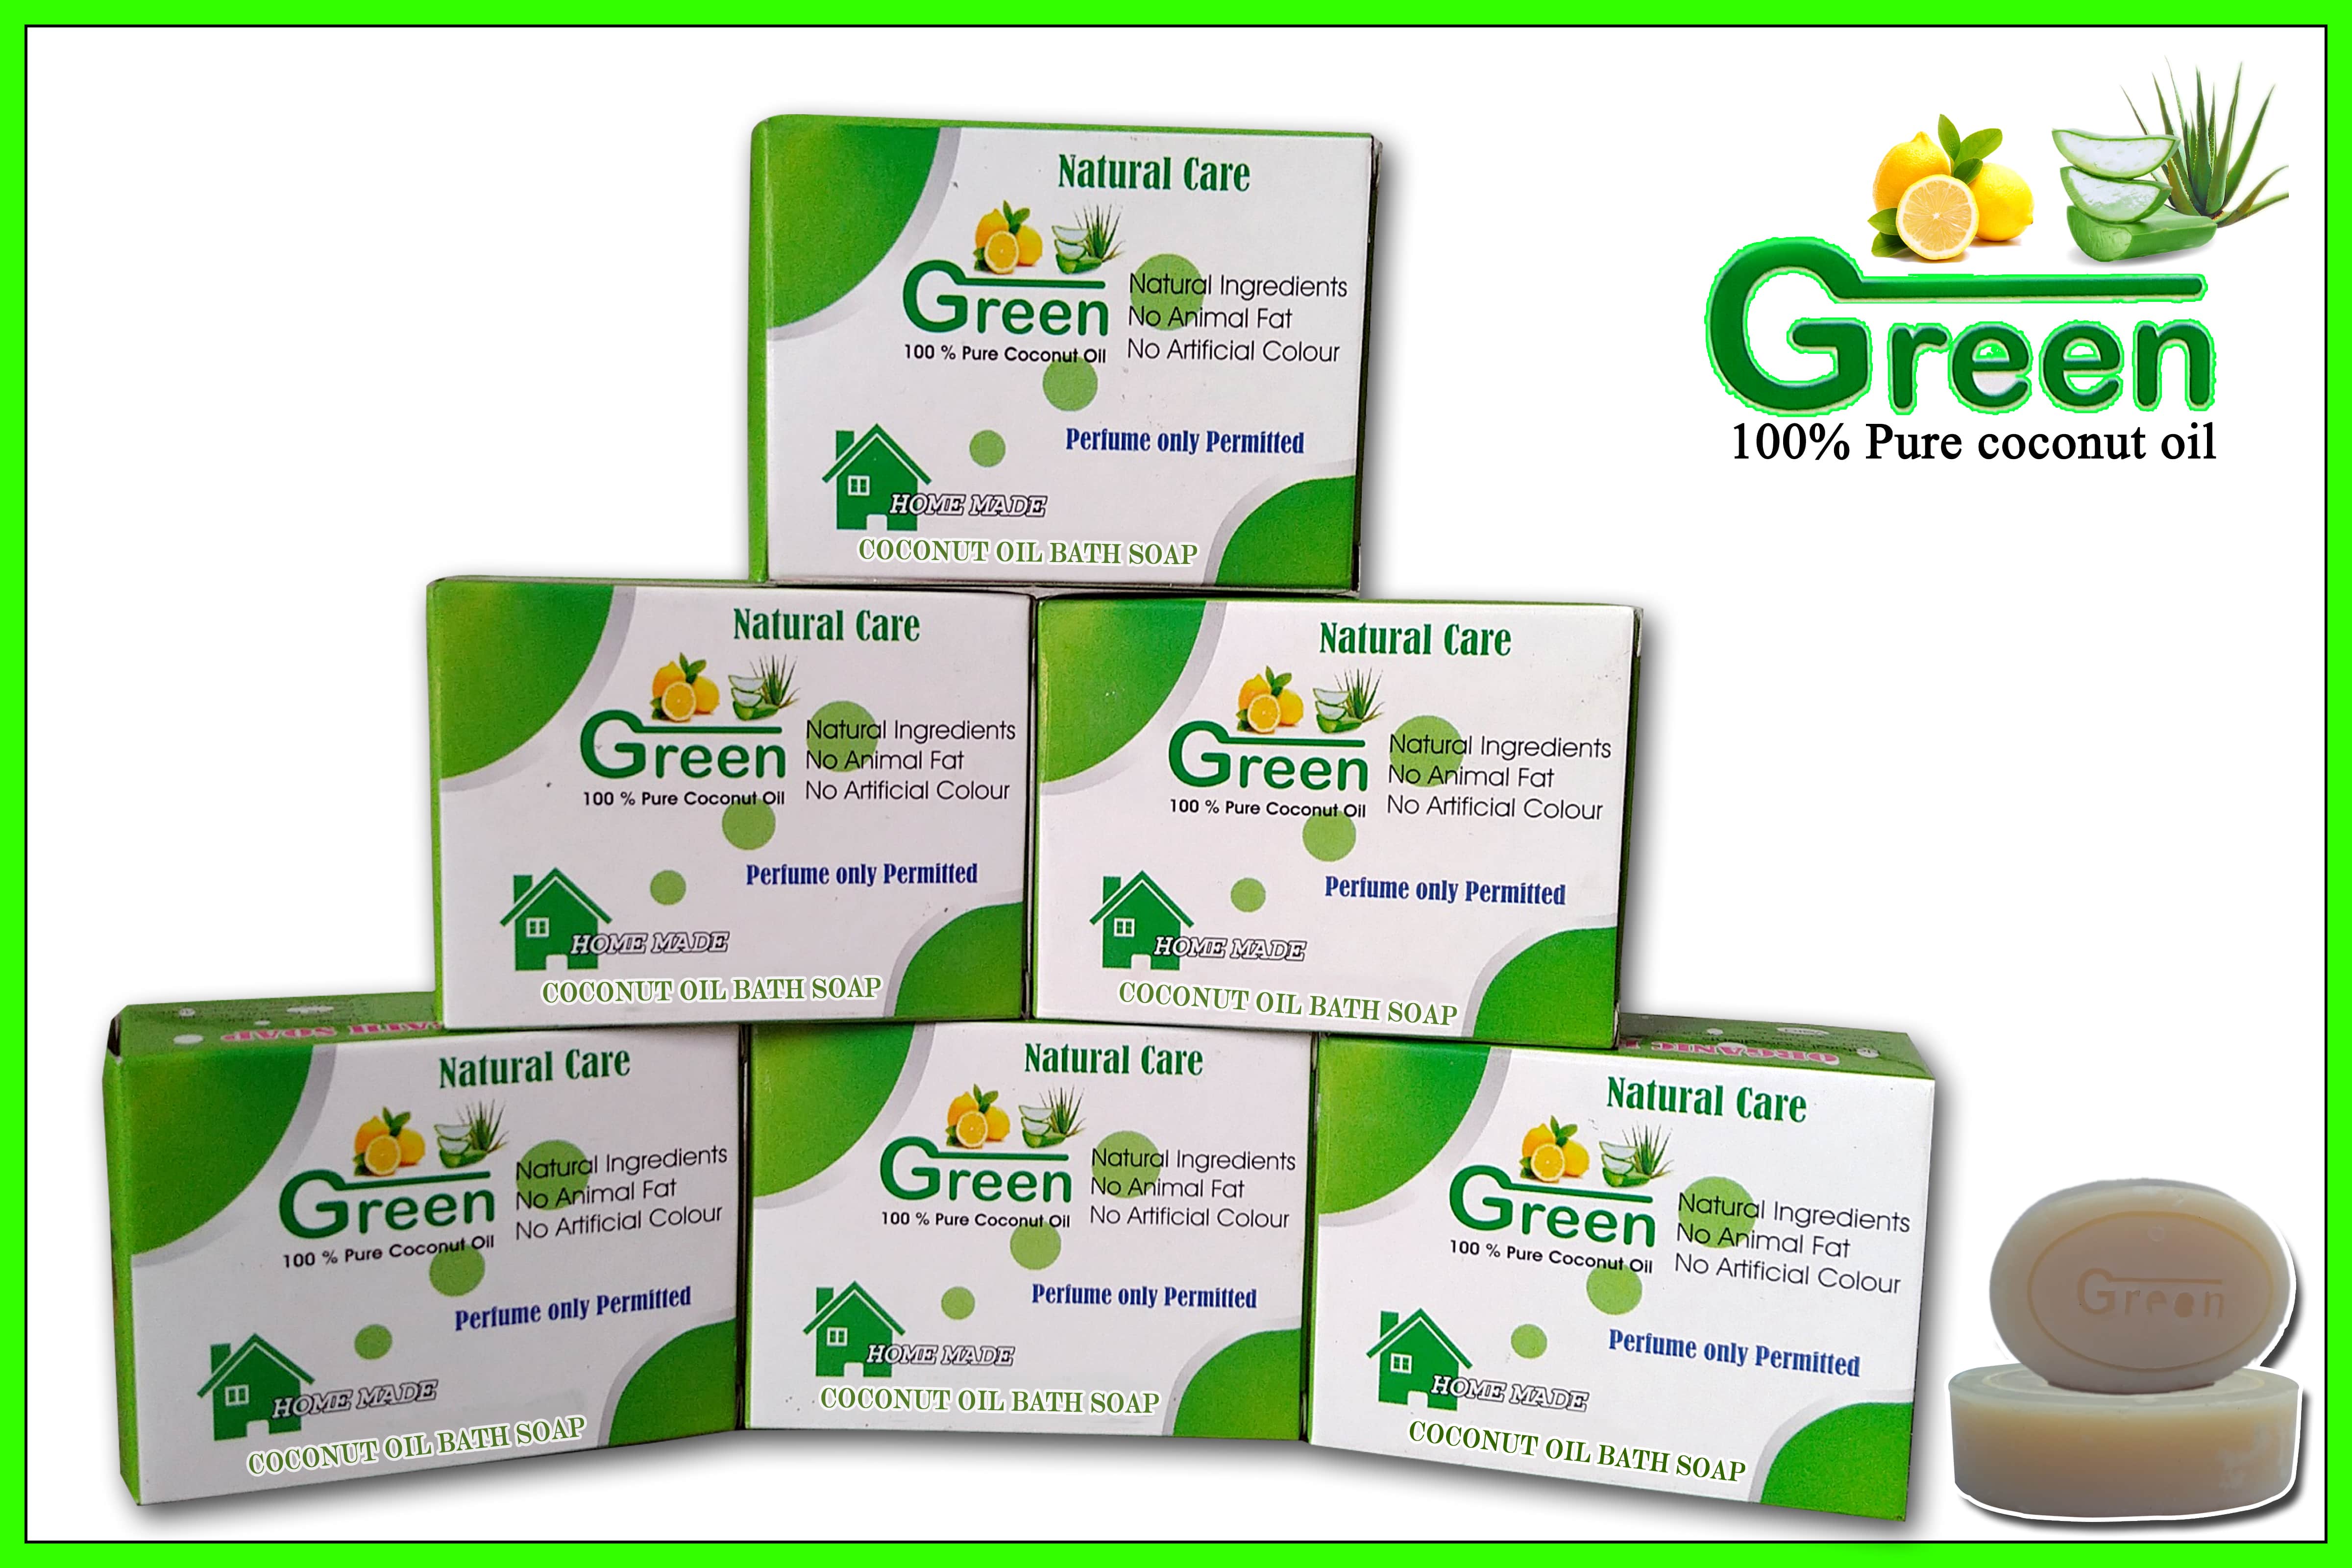 Natural Care
Green
100 % Pure Coconut Oil
Natural Ingredients
No Animal Fat
No Artificial Colour
Perfume only Permitted
HOME MADE
COCONUT OIL BATH SOAP
Green
100% Pure coconut oil
Natural Care
Green
100 % Pure Coconut Oil
Natural Ingredients
No Animal Fat
No Artificial Colour
Perfume only Permitted
HOME MADE
COCONUT OIL BATH SOAP
Natural Care
Green
100 % Pure Coconut Oil
Natural Ingredients
No Animal Fat
No Artificial Colour
Perfume only Permitted
HOME MADE
COCONUT OIL BATH SOAP
BATH SOAP
Natural Care
Green
100 % Pure Coconut Oil
Natural Ingredients
No Animal Fat
No Artificial Colour
Perfume only Permitted
HOME MADE
COCONUT OIL BATH SOAP
Natural Care
Green
100 % Pure Coconut Oil
Natural Ingredients
No Animal Fat
No Artificial Colour
Perfume only Permitted
HOME MADE
COCONUT OIL BATH SOAP
ORGANIC
Natural Care
Green
100 % Pure Coconut Oil
Natural Ingredients
No Animal Fat
No Artificial Colour
Perfume only Permitted
HOME MADE
COCONUT OIL BATH SOAP
Green